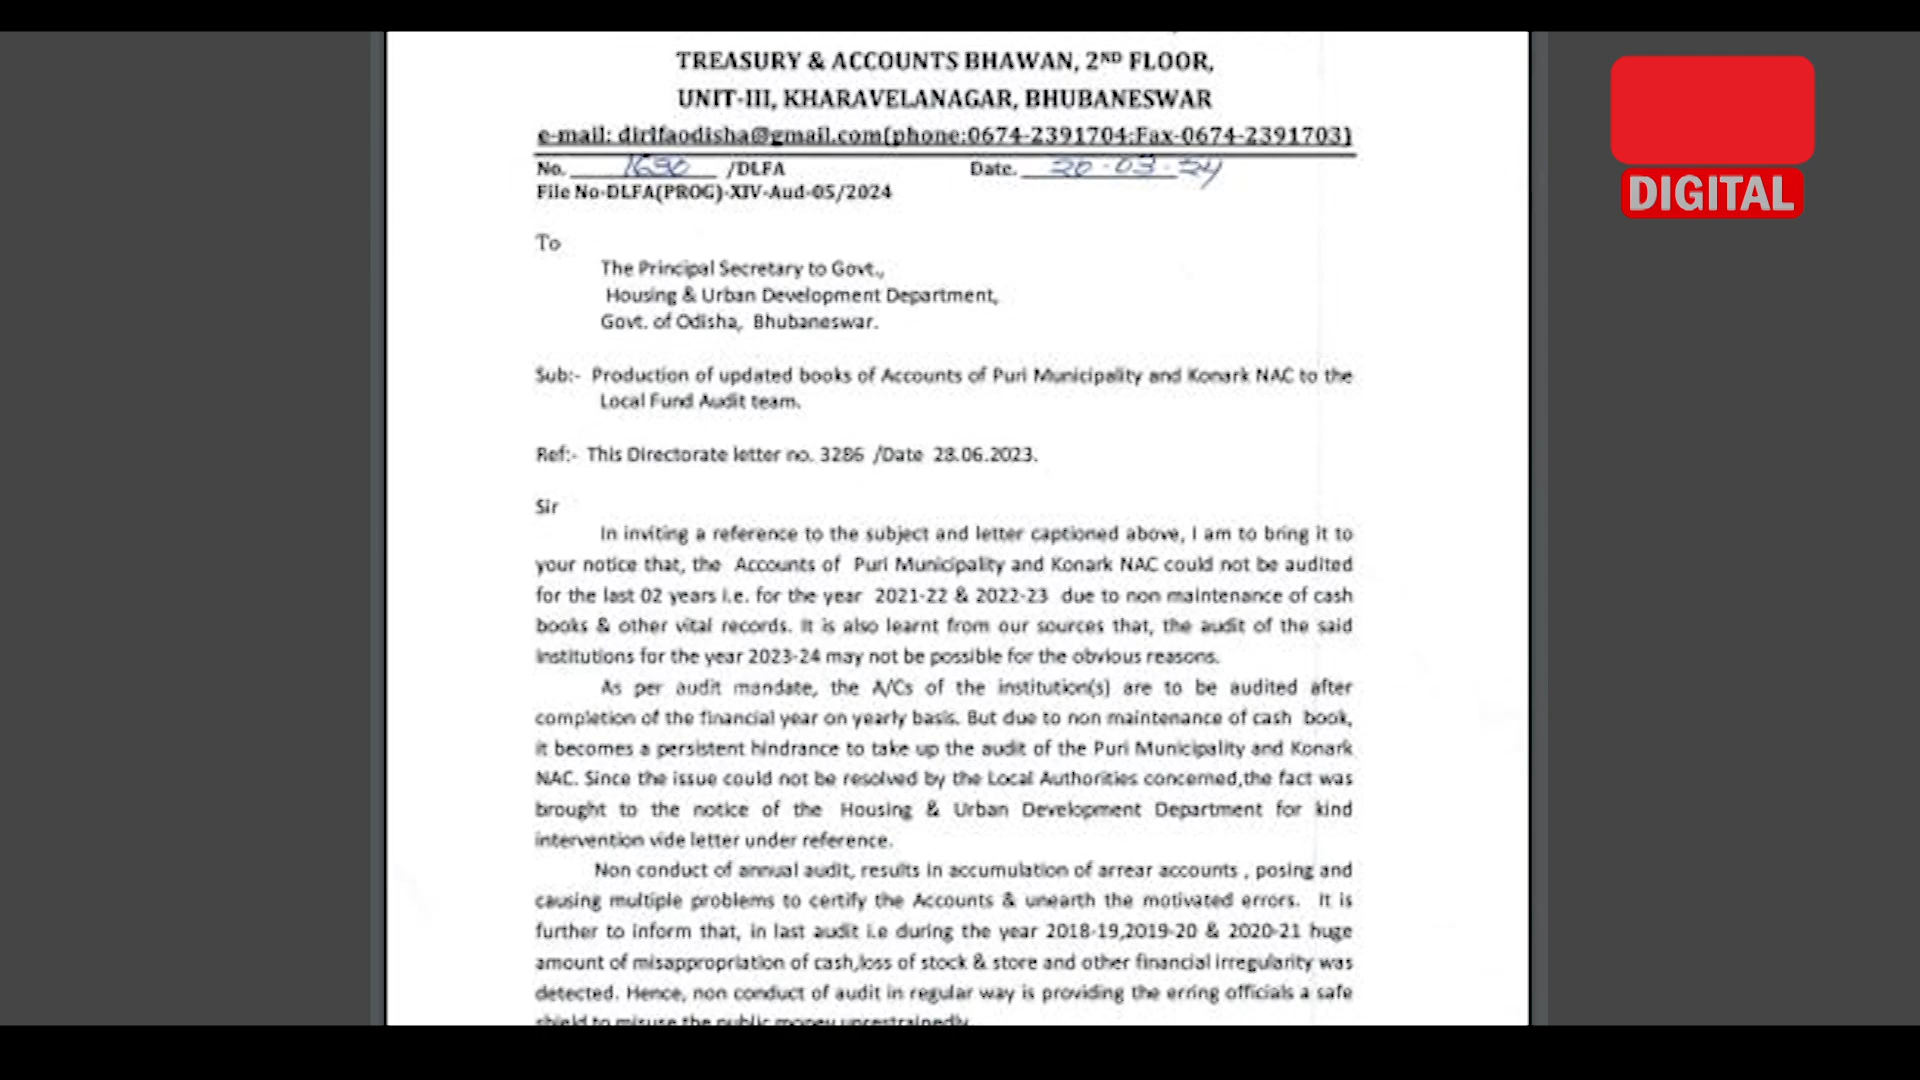 TREASURY & ACCOUNTS BHAWAN, 2ND FLOOR,
UNIT-III, KHARAVELANAGAR, BHUBANESWAR
e-mail: dirlfaodisha@gmail.com(phone:0674-2391704:Fax-0674-2391703)
No. 1690 /DLFA Date. 20-03-24
File No-DLFA(PROG)-XIV-Aud-05/2024
To
The Principal Secretary to Govt.,
Housing & Urban Development Department,
Govt. of Odisha, Bhubaneswar.
Sub:- Production of updated books of Accounts of Puri Municipality and Konark NAC to the
Local Fund Audit team.
Ref:- This Directorate letter no. 3286 /Date 28.06.2023.
Sir
In inviting a reference to the subject and letter captioned above, I am to bring it to
your notice that, the Accounts of Puri Municipality and Konark NAC could not be audited
for the last 02 years i.e. for the year 2021-22 & 2022-23 due to non maintenance of cash
books & other vital records. It is also learnt from our sources that, the audit of the said
institutions for the year 2023-24 may not be possible for the obvious reasons.
As per audit mandate, the A/Cs of the institution(s) are to be audited after
completion of the financial year on yearly basis. But due to non maintenance of cash book,
it becomes a persistent hindrance to take up the audit of the Puri Municipality and Konark
NAC. Since the issue could not be resolved by the Local Authorities concerned,the fact was
brought to the notice of the Housing & Urban Development Department for kind
intervention vide letter under reference.
Non conduct of annual audit, results in accumulation of arrear accounts , posing and
causing multiple problems to certify the Accounts & unearth the motivated errors. It is
further to inform that, in last audit i.e during the year 2018-19,2019-20 & 2020-21 huge
amount of misappropriation of cash,loss of stock & store and other financial irregularity was
detected. Hence, non conduct of audit in regular way is providing the erring officials a safe
shield to misuse the public money unrestrainedly
DIGITAL